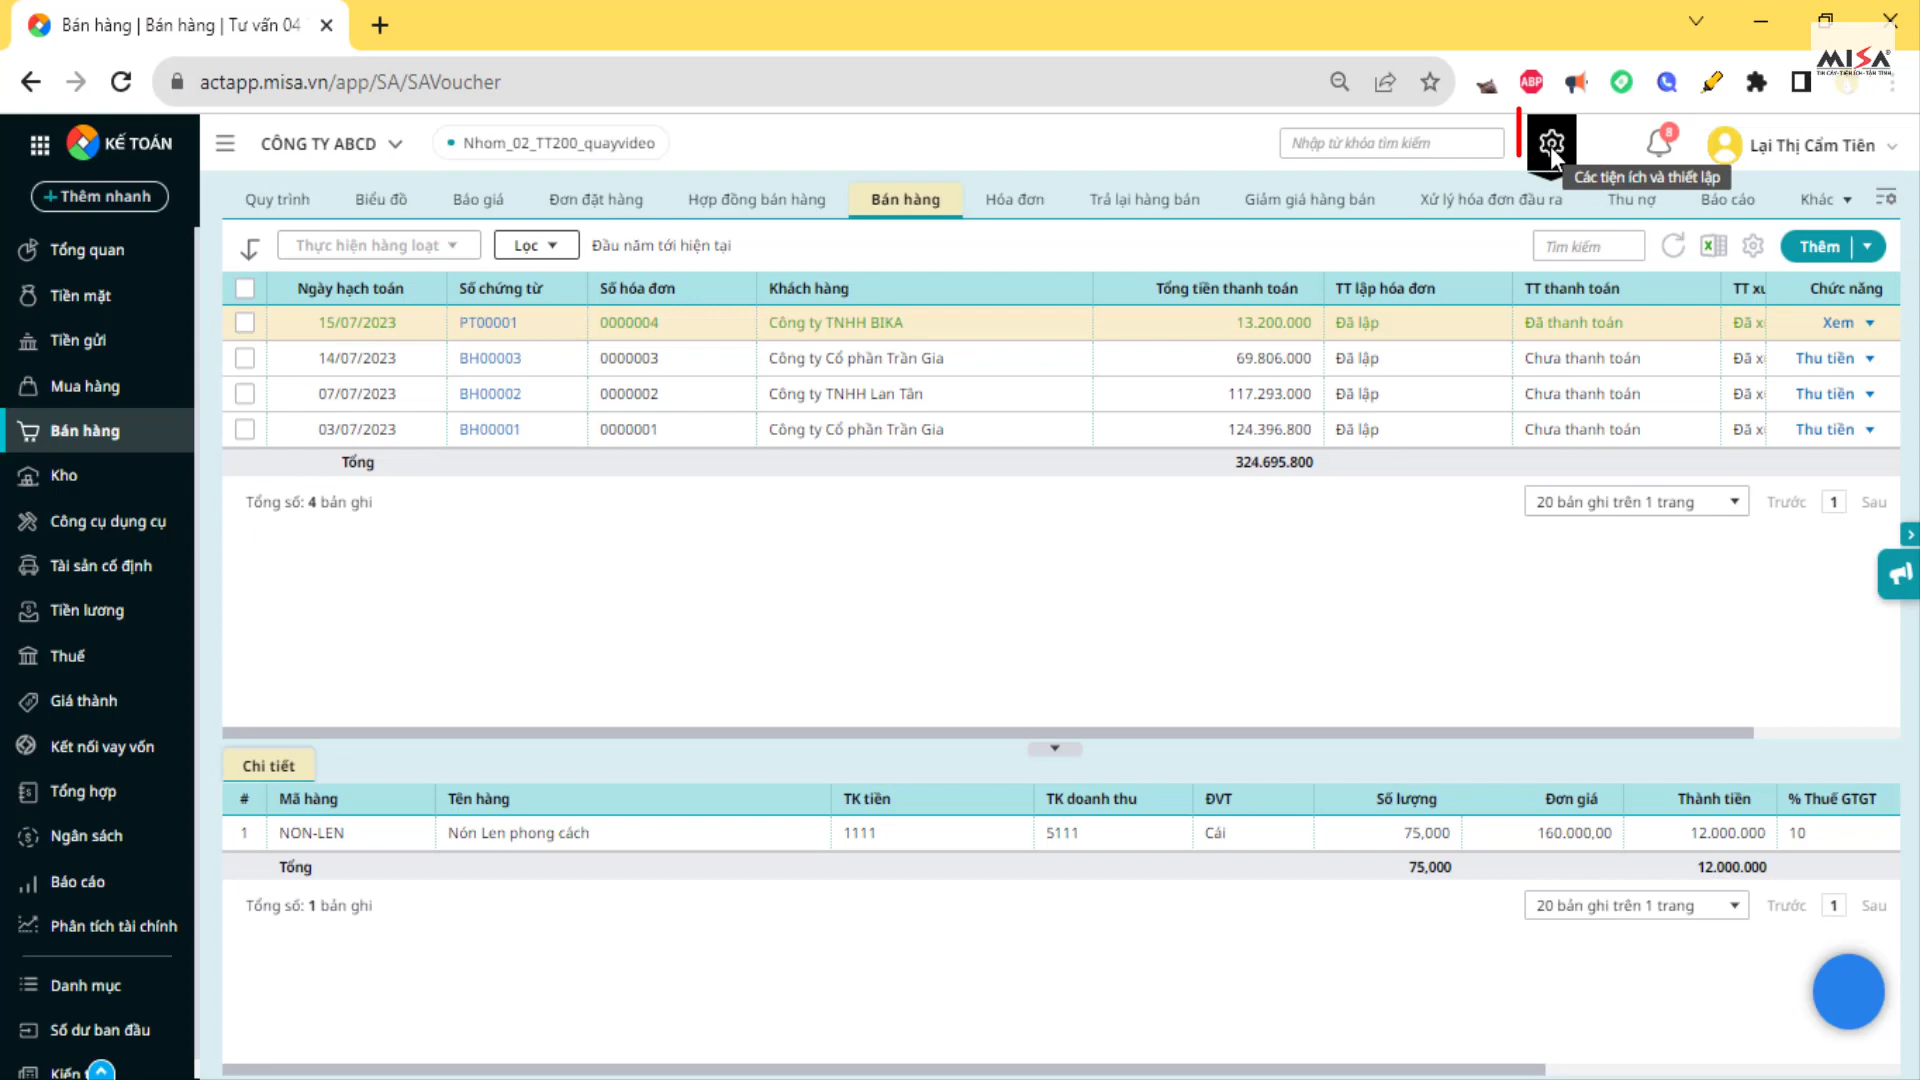 Bán hàng | Bán hàng | Tư vấn 04
MISA
TIN CẬY - TIỆN ÍCH - TẬN TÌNH
actapp.misa.vn/app/SA/SAVoucher
ABP
KẾ TOÁN
CÔNG TY ABCD
Nhom_02_TT200_quayvideo
Nhập từ khóa tìm kiếm
8
Lại Thị Cẩm Tiên
Các tiện ích và thiết lập
Thêm nhanh
Quy trình Biểu đồ Báo giá Đơn đặt hàng Hợp đồng bán hàng Bán hàng Hóa đơn Trả lại hàng bán Giảm giá hàng bán Xử lý hóa đơn đầu ra Thu nợ Báo cáo Khác
Thực hiện hàng loạt Lọc Đầu năm tới hiện tại Tìm kiếm Thêm
Ngày hạch toán Số chứng từ Số hóa đơn Khách hàng Tổng tiền thanh toán TT lập hóa đơn TT thanh toán TT xu Chức năng
15/07/2023 PT00001 0000004 Công ty TNHH BIKA 13.200.000 Đã lập Đã thanh toán Đã x Xem
14/07/2023 BH00003 0000003 Công ty Cổ phần Trần Gia 69.806.000 Đã lập Chưa thanh toán Đã x Thu tiền
07/07/2023 BH00002 0000002 Công ty TNHH Lan Tân 117.293.000 Đã lập Chưa thanh toán Đã x Thu tiền
03/07/2023 BH00001 0000001 Công ty Cổ phần Trần Gia 124.396.800 Đã lập Chưa thanh toán Đã x Thu tiền
Tổng 324.695.800
Tổng số: 4 bản ghi 20 bản ghi trên 1 trang Trước 1 Sau
Tổng quan
Tiền mặt
Tiền gửi
Mua hàng
Bán hàng
Kho
Công cụ dụng cụ
Tài sản cố định
Tiền lương
Thuế
Giá thành
Kết nối vay vốn
Tổng hợp
Ngân sách
Báo cáo
Phân tích tài chính
Danh mục
Số dư ban đầu
Kiến
Chi tiết
# Mã hàng Tên hàng TK tiền TK doanh thu ĐVT Số lượng Đơn giá Thành tiền % Thuế GTGT
1 NON-LEN Nón Len phong cách 1111 5111 Cái 75,000 160.000,00 12.000.000 10
Tổng 75,000 12.000.000
Tổng số: 1 bản ghi 20 bản ghi trên 1 trang Trước 1 Sau